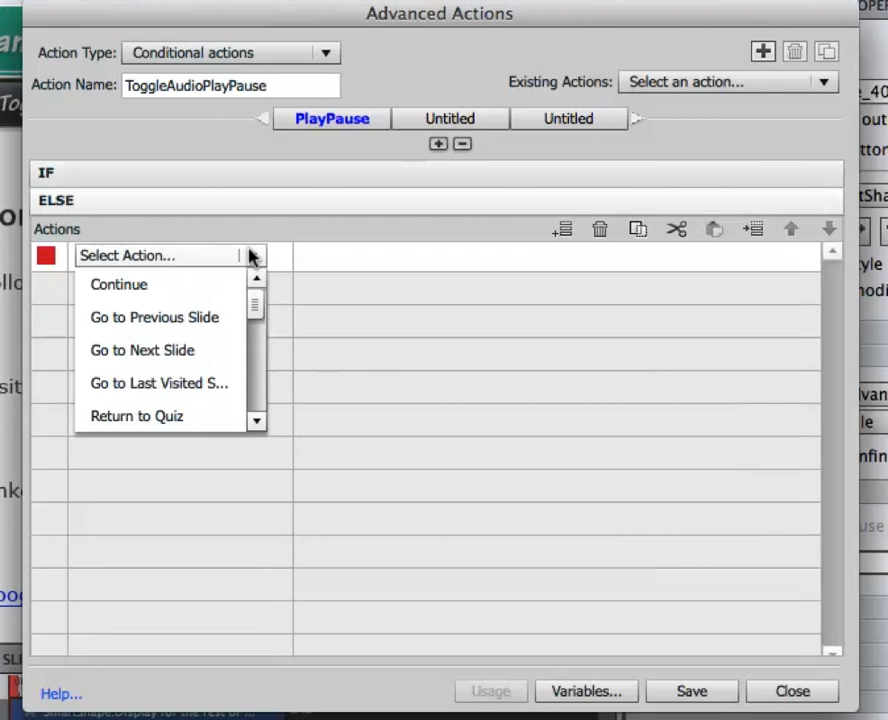 Advanced Actions
Action Type: Conditional actions
Action Name: ToggleAudioPlayPause
Existing Actions: Select an action...
PlayPause Untitled Untitled
IF
ELSE
Actions
Select Action...
Continue
Go to Previous Slide
Go to Next Slide
Go to Last Visited S...
Return to Quiz
Help... Usage Variables... Save Close
_40
out